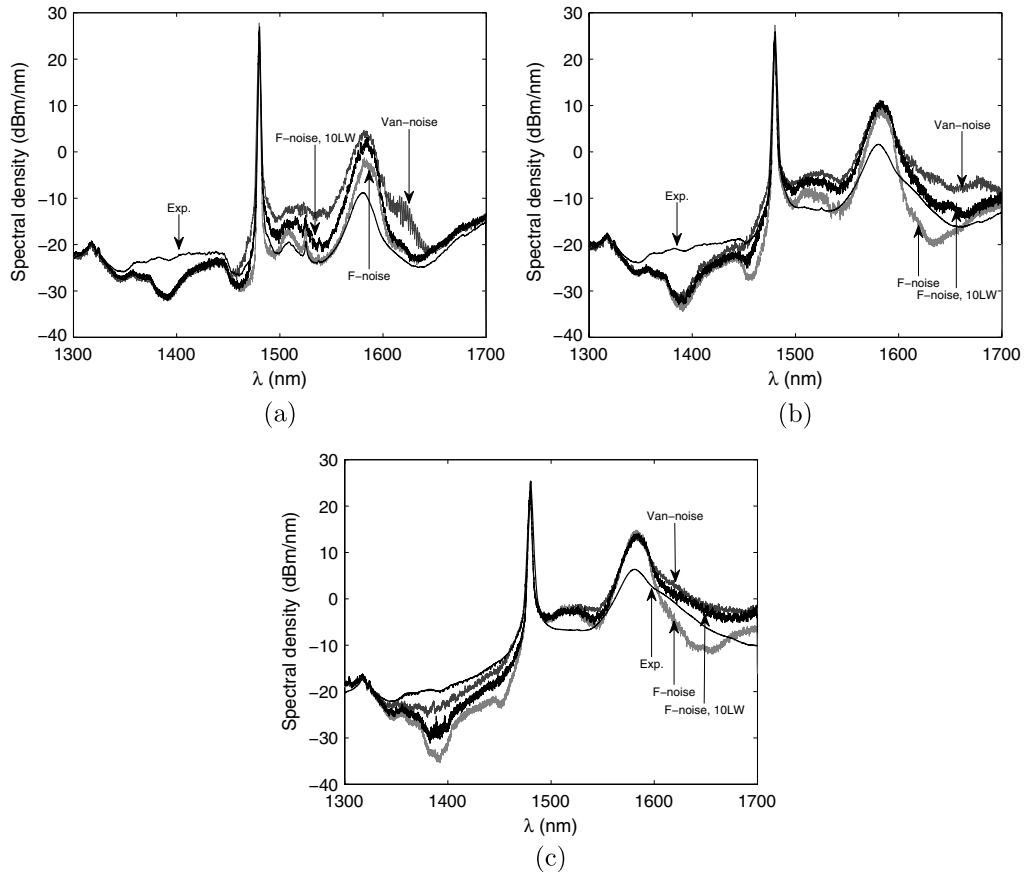 30
20
10
0
−10
−20
−30
−40
Spectral density (dBm/nm)
Exp.
F−noise, 10LW
Van−noise
F−noise
1300 1400 1500 1600 1700
λ (nm)
(a)
30
20
10
0
−10
−20
−30
−40
Spectral density (dBm/nm)
Exp.
Van−noise
F−noise
F−noise, 10LW
1300 1400 1500 1600 1700
λ (nm)
(b)
30
20
10
0
−10
−20
−30
−40
Spectral density (dBm/nm)
Van−noise
Exp.
F−noise
F−noise, 10LW
1300 1400 1500 1600 1700
λ (nm)
(c)